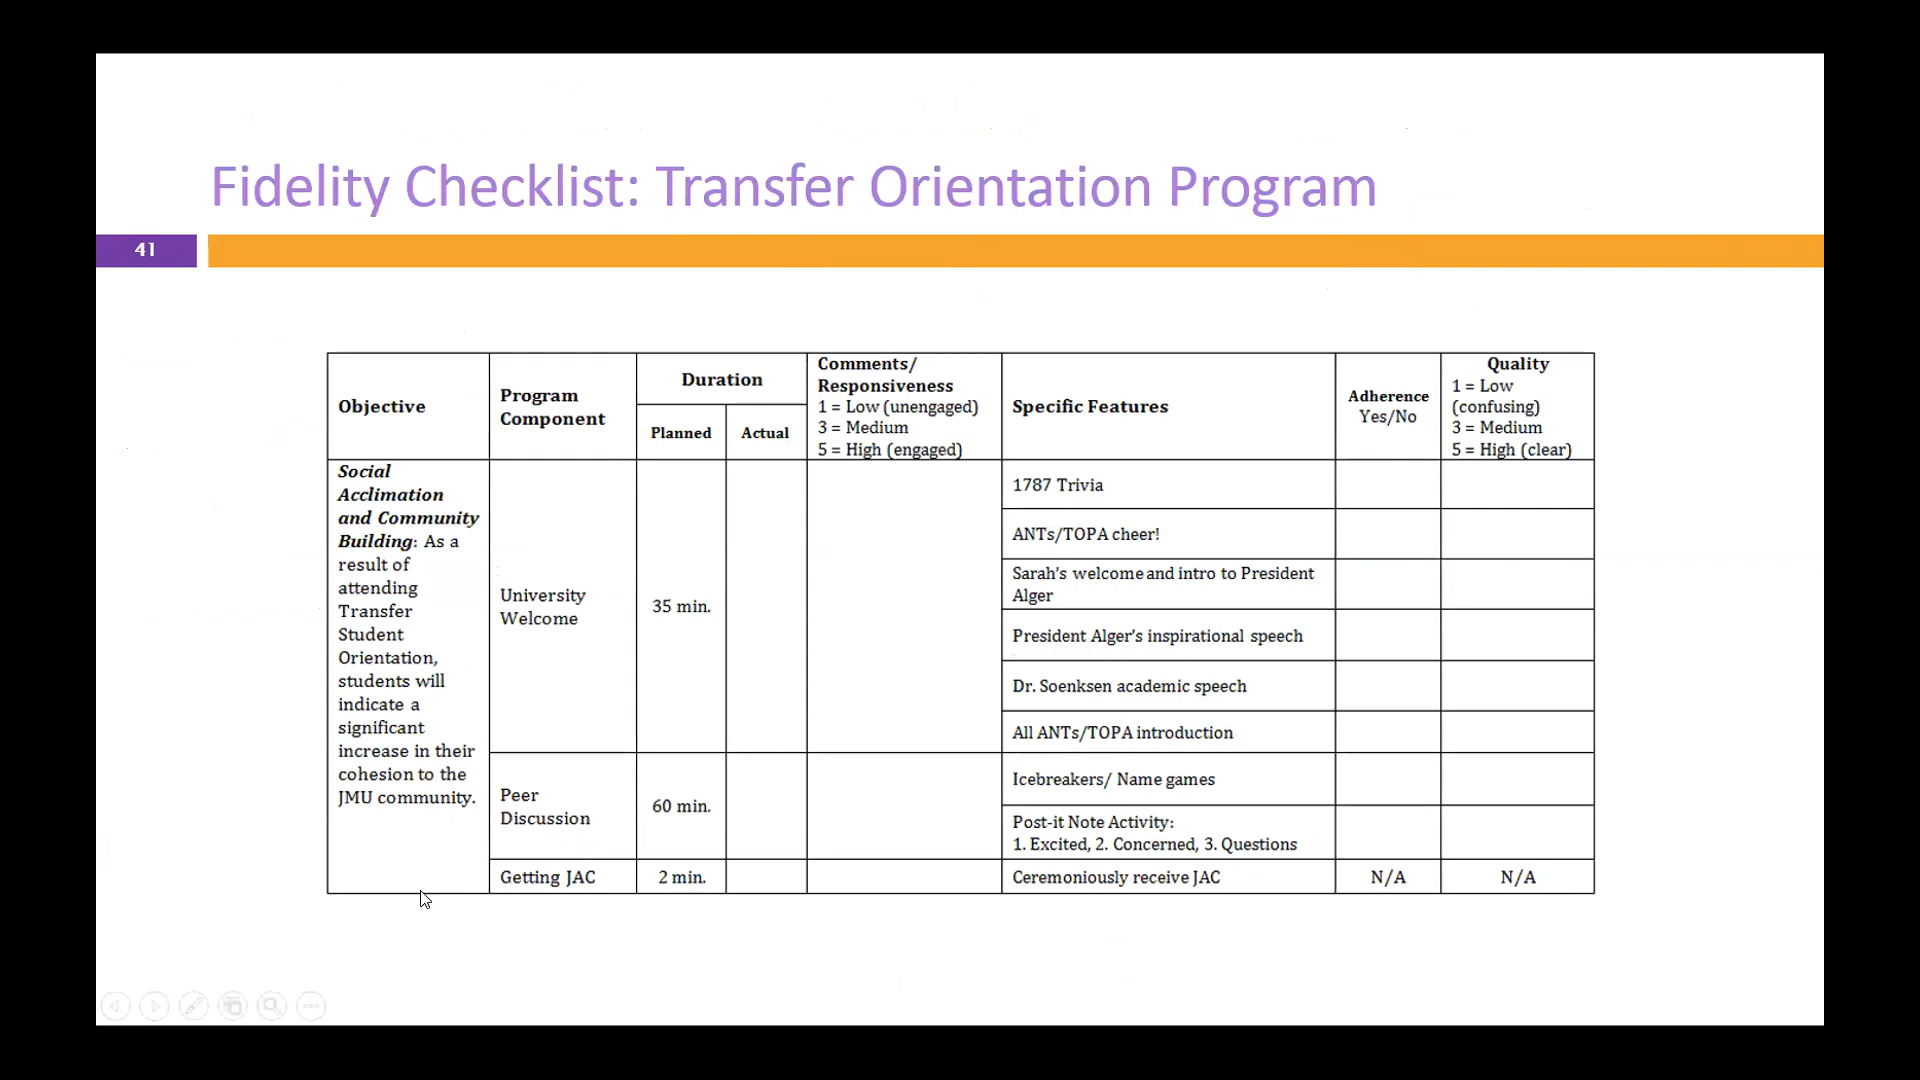 Fidelity Checklist: Transfer Orientation Program
41
Objective
Program
Component
Duration
Planned
Actual
Comments/
Responsiveness
1 = Low (unengaged)
3 = Medium
5 = High (engaged)
Specific Features
Adherence
Yes/No
Quality
1 = Low
(confusing)
3 = Medium
5 = High (clear)
Social
Acclimation
and Community
Building: As a
result of
attending
Transfer
Student
Orientation,
students will
indicate a
significant
increase in their
cohesion to the
JMU community.
University
Welcome
35 min.
1787 Trivia
ANTs/TOPA cheer!
Sarah's welcome and intro to President
Alger
President Alger's inspirational speech
Dr. Soenksen academic speech
All ANTs/TOPA introduction
Peer
Discussion
60 min.
Icebreakers/ Name games
Post-it Note Activity:
1. Excited, 2. Concerned, 3. Questions
Getting JAC
2 min.
Ceremoniously receive JAC
N/A
N/A